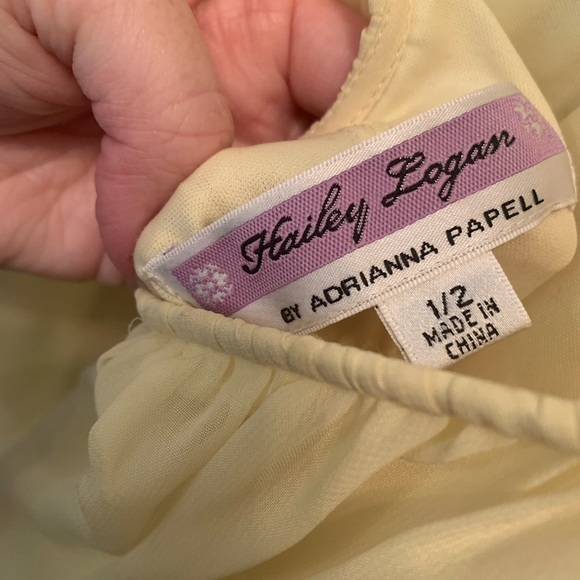 Hailey Logan
BY ADRIANNA PAPELL
1/2
MADE IN
CHINA